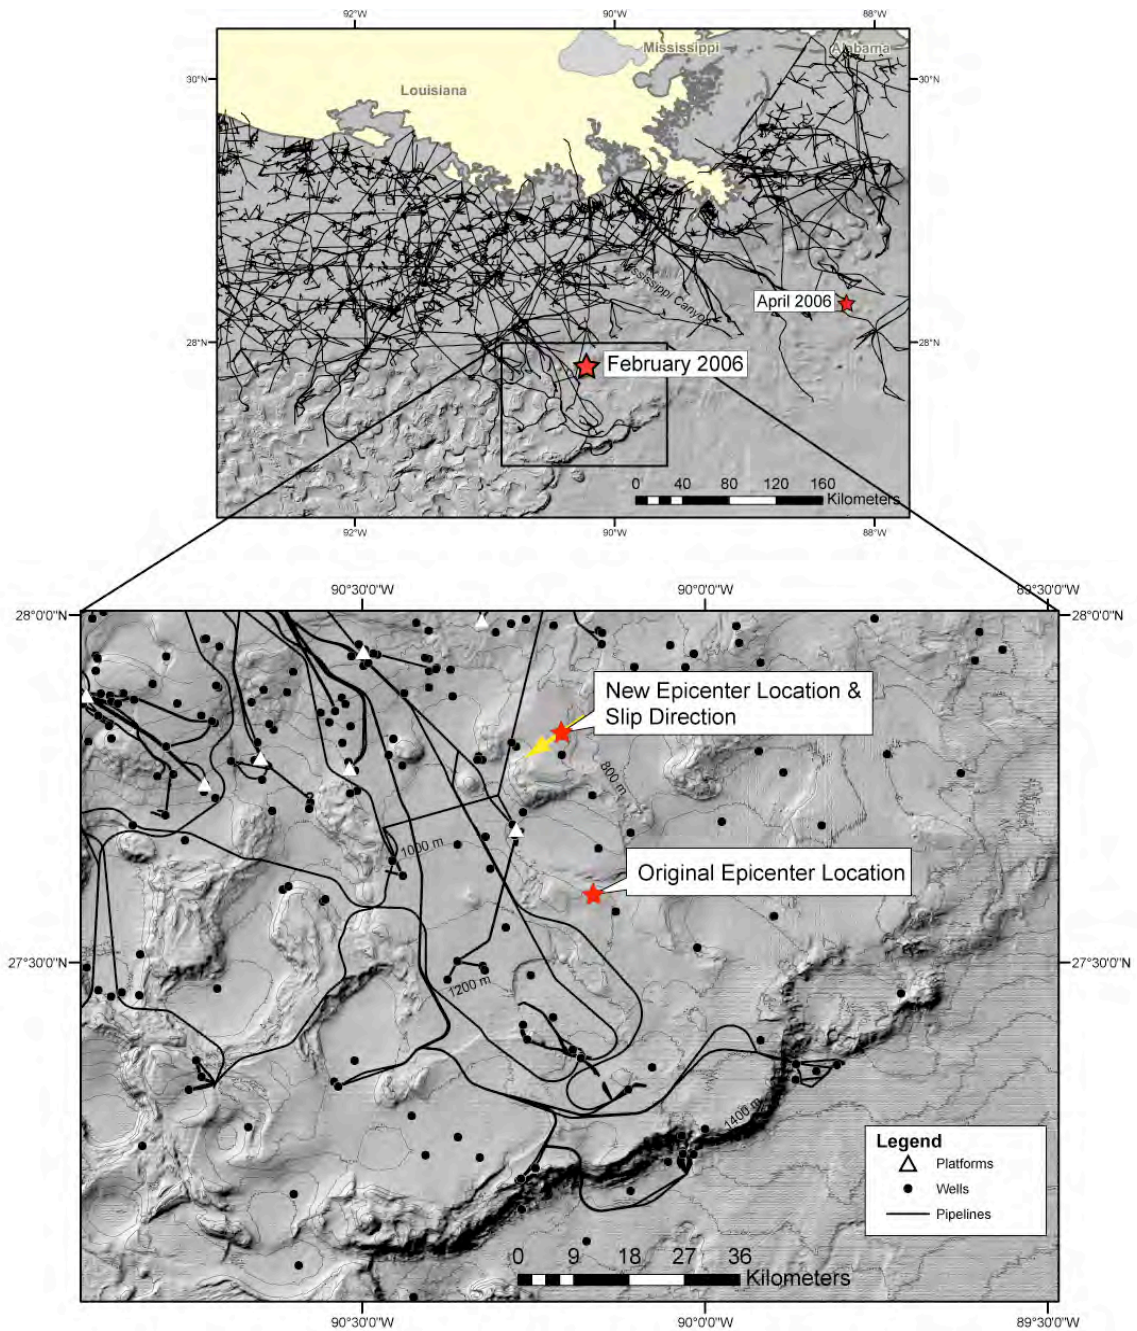 92°W 90°W 88°W
Mississippi
Alabama
30°N 30°N
Louisiana
Mississippi Canyon
April 2006
28°N 28°N
February 2006
0 40 80 120 160
Kilometers
92°W 90°W 88°W
90°30'0"W 90°0'0"W 89°30'0"W
28°0'0"N 28°0'0"N
New Epicenter Location &
Slip Direction
800 m
1000 m
Original Epicenter Location
27°30'0"N 27°30'0"N
1200 m
1400 m
Legend
Platforms
Wells
Pipelines
0 9 18 27 36
Kilometers
90°30'0"W 90°0'0"W 89°30'0"W